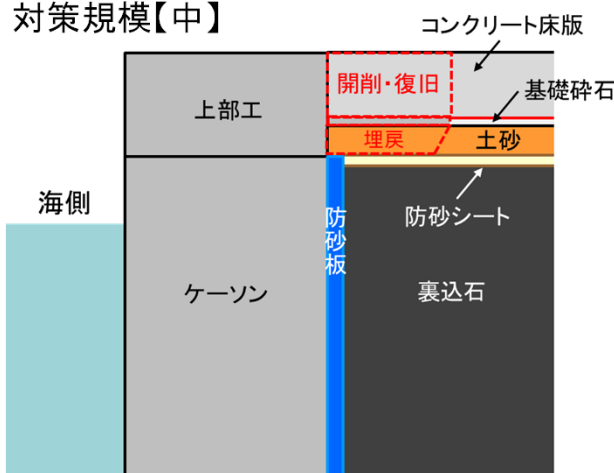 対策規模【中】
コンクリート床版
開削・復旧
基礎砕石
上部工
埋戻
土砂
海側
防砂板
防砂シート
ケーソン
裏込石